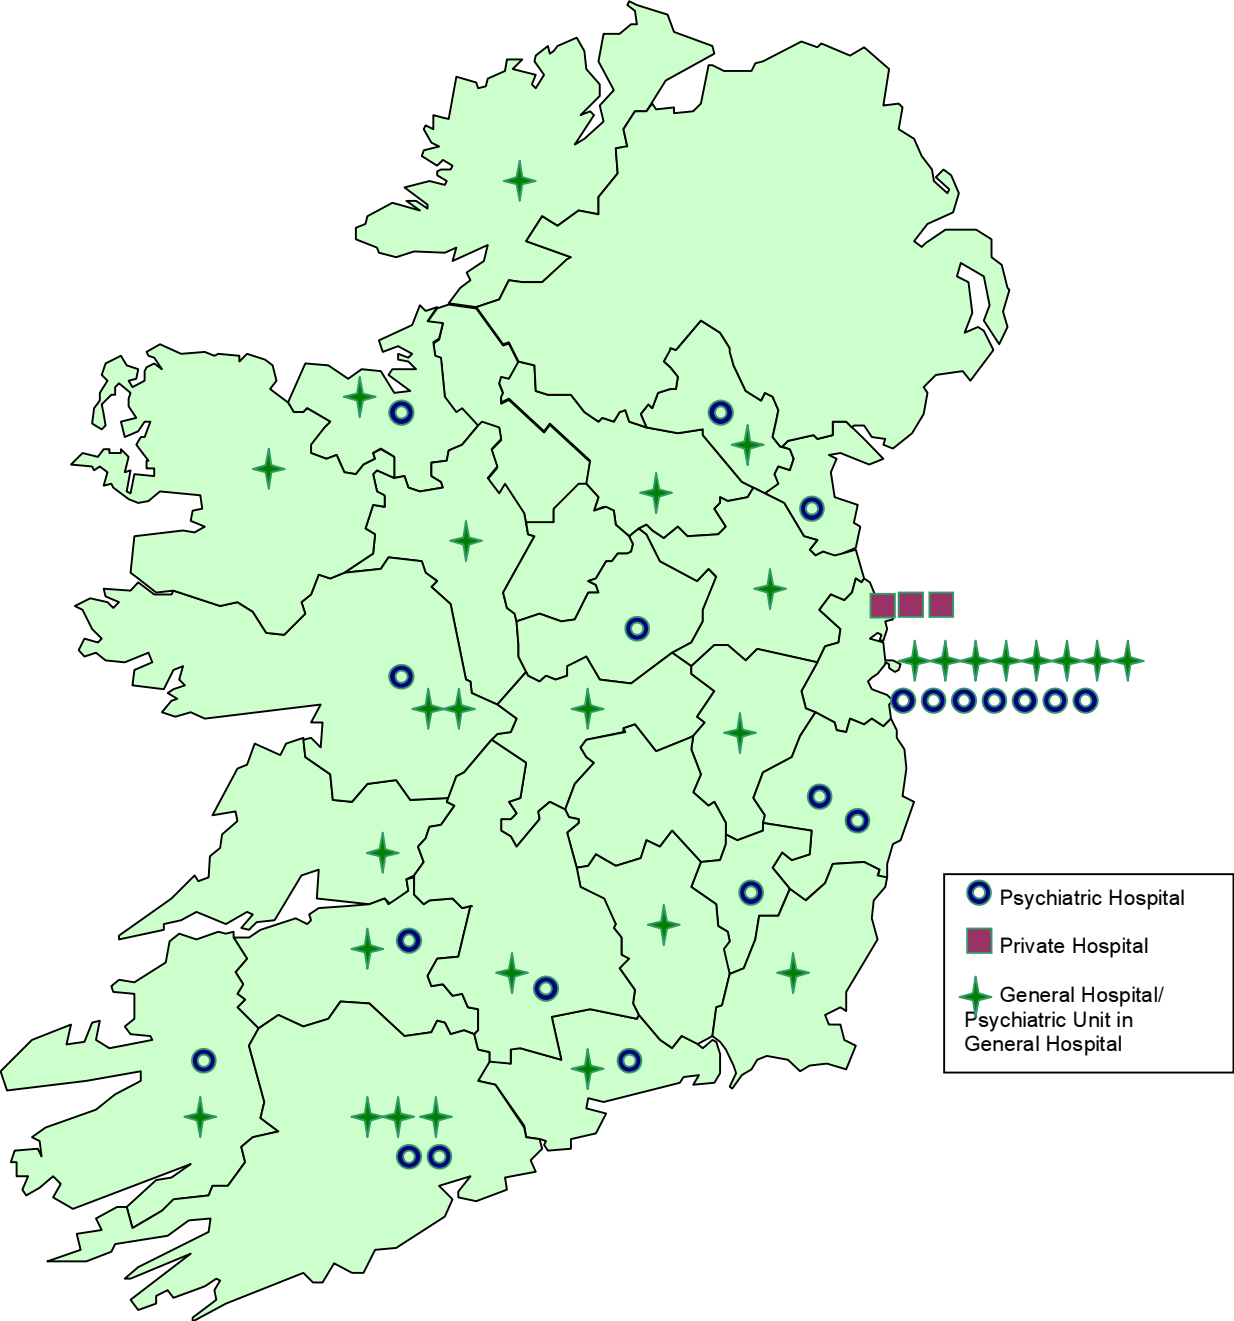 Psychiatric Hospital
Private Hospital
General Hospital/
Psychiatric Unit in
General Hospital